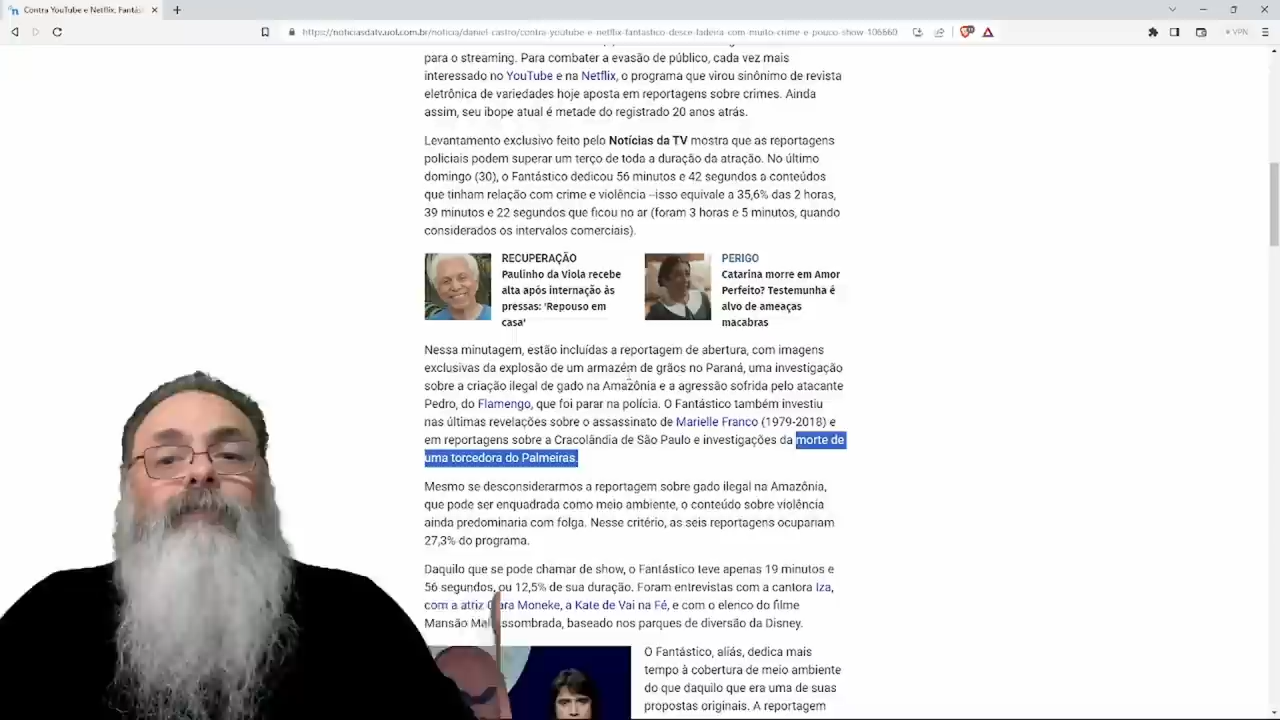 Contra YouTube e Netflix, Fantás
https://noticiasdatv.uol.com.br/noticia/daniel-castro/contra-youtube-e-netflix-fantastico-desce-ladeira-com-muito-crime-e-pouco-show-106660
VPN
para o streaming. Para combater a evasão de público, cada vez mais
interessado no YouTube e na Netflix, o programa que virou sinônimo de revista
eletrônica de variedades hoje aposta em reportagens sobre crimes. Ainda
assim, seu ibope atual é metade do registrado 20 anos atrás.
Levantamento exclusivo feito pelo Notícias da TV mostra que as reportagens
policiais podem superar um terço de toda a duração da atração. No último
domingo (30), o Fantástico dedicou 56 minutos e 42 segundos a conteúdos
que tinham relação com crime e violência --isso equivale a 35,6% das 2 horas,
39 minutos e 22 segundos que ficou no ar (foram 3 horas e 5 minutos, quando
considerados os intervalos comerciais).
RECUPERAÇÃO
Paulinho da Viola recebe
alta após internação às
pressas: 'Repouso em
casa'
PERIGO
Catarina morre em Amor
Perfeito? Testemunha é
alvo de ameaças
macabras
Nessa minutagem, estão incluídas a reportagem de abertura, com imagens
exclusivas da explosão de um armazém de grãos no Paraná, uma investigação
sobre a criação ilegal de gado na Amazônia e a agressão sofrida pelo atacante
Pedro, do Flamengo, que foi parar na polícia. O Fantástico também investiu
nas últimas revelações sobre o assassinato de Marielle Franco (1979-2018) e
em reportagens sobre a Cracolândia de São Paulo e investigações da morte de
uma torcedora do Palmeiras.
Mesmo se desconsiderarmos a reportagem sobre gado ilegal na Amazônia,
que pode ser enquadrada como meio ambiente, o conteúdo sobre violência
ainda predominaria com folga. Nesse critério, as seis reportagens ocupariam
27,3% do programa.
Daquilo que se pode chamar de show, o Fantástico teve apenas 19 minutos e
56 segundos, ou 12,5% de sua duração. Foram entrevistas com a cantora Iza,
com a atriz Clara Moneke, a Kate de Vai na Fé, e com o elenco do filme
Mansão Mal-assombrada, baseado nos parques de diversão da Disney.
O Fantástico, aliás, dedica mais
tempo à cobertura de meio ambiente
do que daquilo que era uma de suas
propostas originais. A reportagem